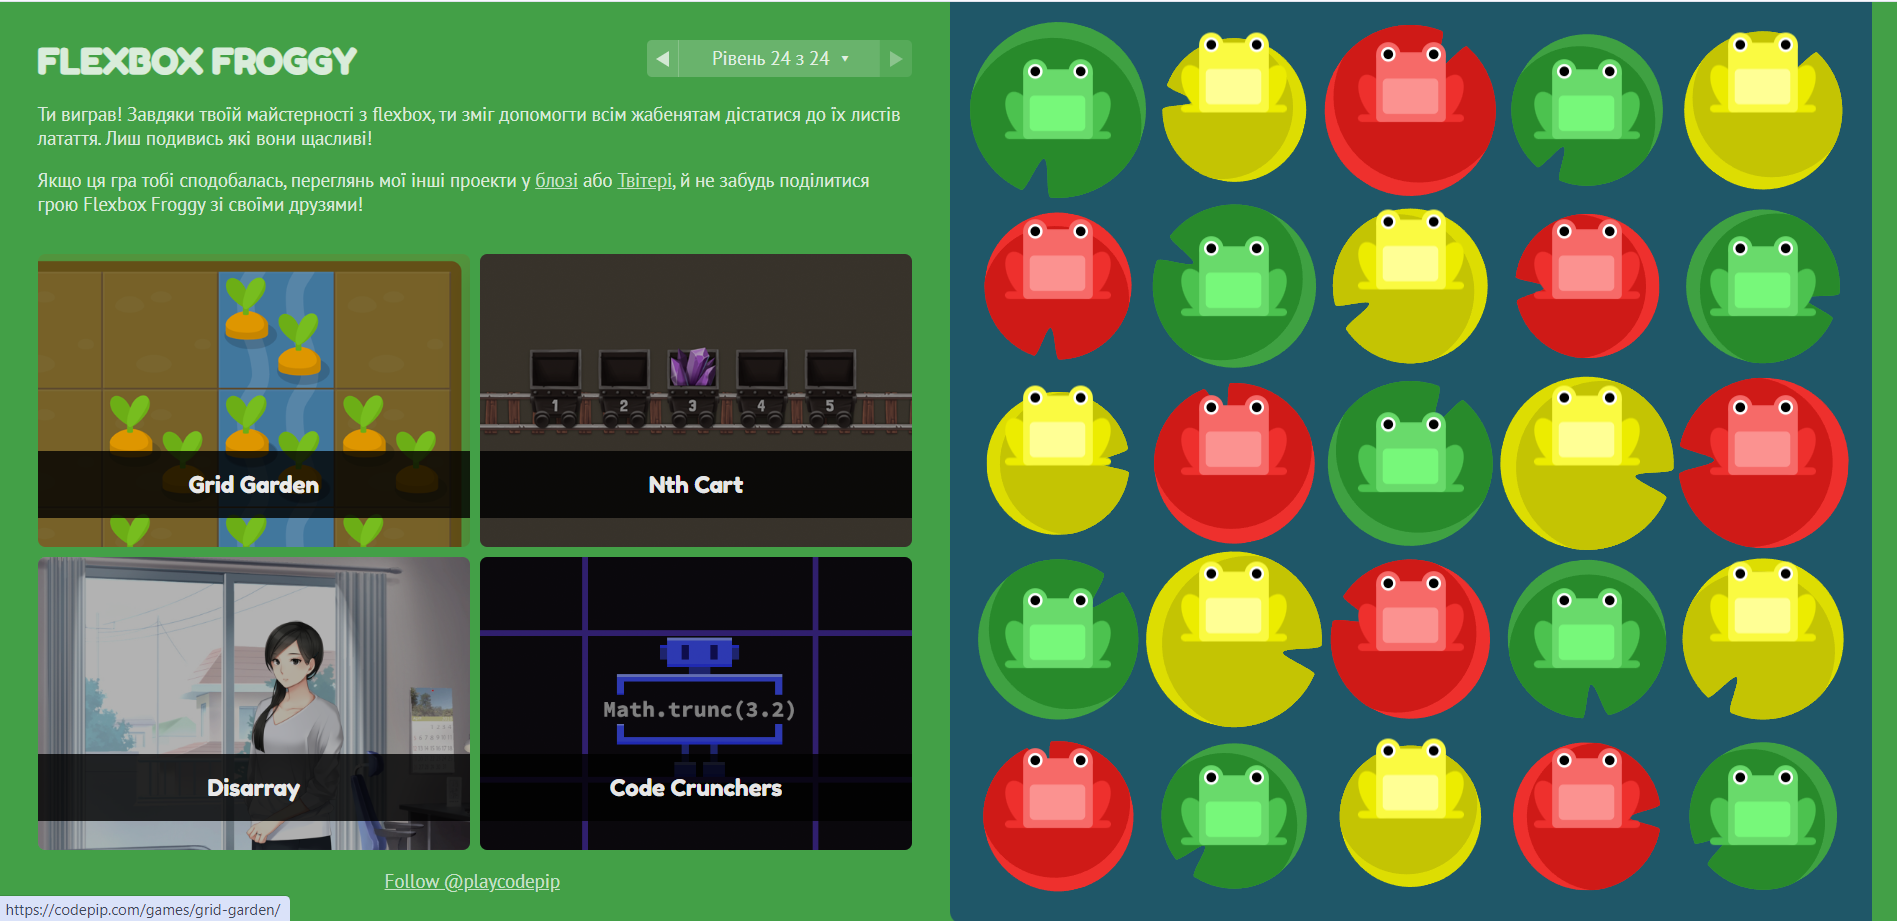 FLEXBOX FROGGY
Рівень 24 з 24
Ти виграв! Завдяки твоїй майстерності з flexbox, ти зміг допомогти всім жабенятам дістатися до їх листів
латаття. Лиш подивись які вони щасливі!
Якщо ця гра тобі сподобалась, переглянь мої інші проекти у блозі або Твітері, й не забудь поділитися
грою Flexbox Froggy зі своїми друзями!
1 2 3 4 5
Grid Garden
Nth Cart
Math.trunc(3.2)
Disarray
Code Crunchers
Follow @playcodepip
https://codepip.com/games/grid-garden/